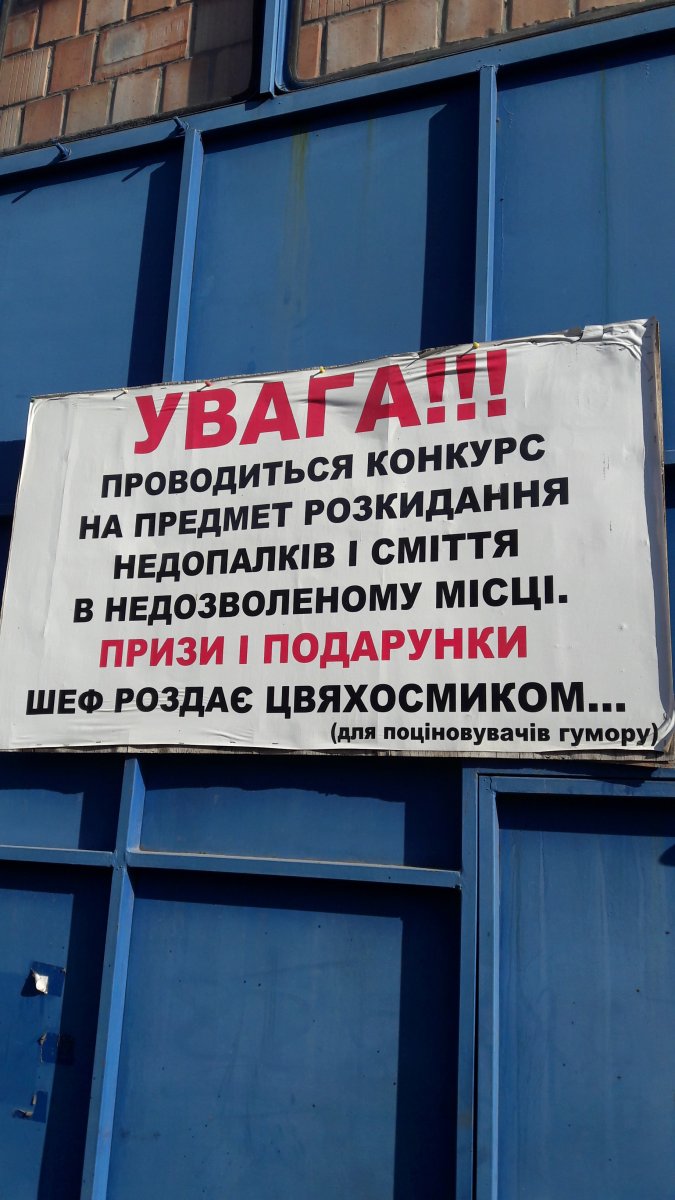 УВАГА!!!
ПРОВОДИТЬСЯ КОНКУРС
НА ПРЕДМЕТ РОЗКИДАННЯ
НЕДОПАЛКІВ І СМІТТЯ
В НЕДОЗВОЛЕНОМУ МІСЦІ.
ПРИЗИ І ПОДАРУНКИ
ШЕФ РОЗДАЄ ЦВЯХОСМИКОМ...
(для поціновувачів гумору)